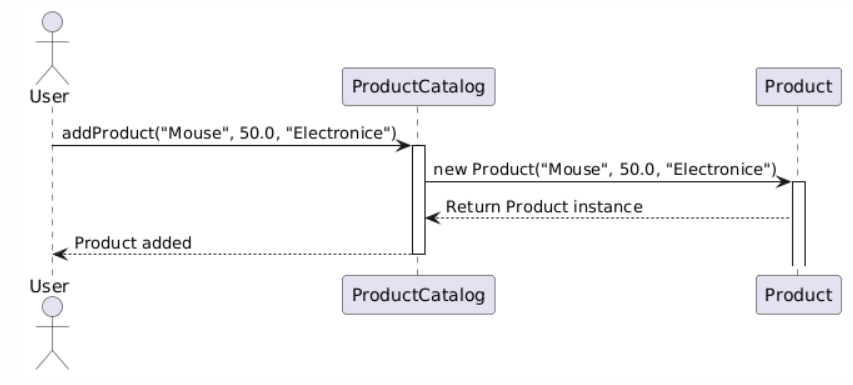 User
ProductCatalog
Product
addProduct("Mouse", 50.0, "Electronice")
new Product("Mouse", 50.0, "Electronice")
Return Product instance
Product added
User
ProductCatalog
Product